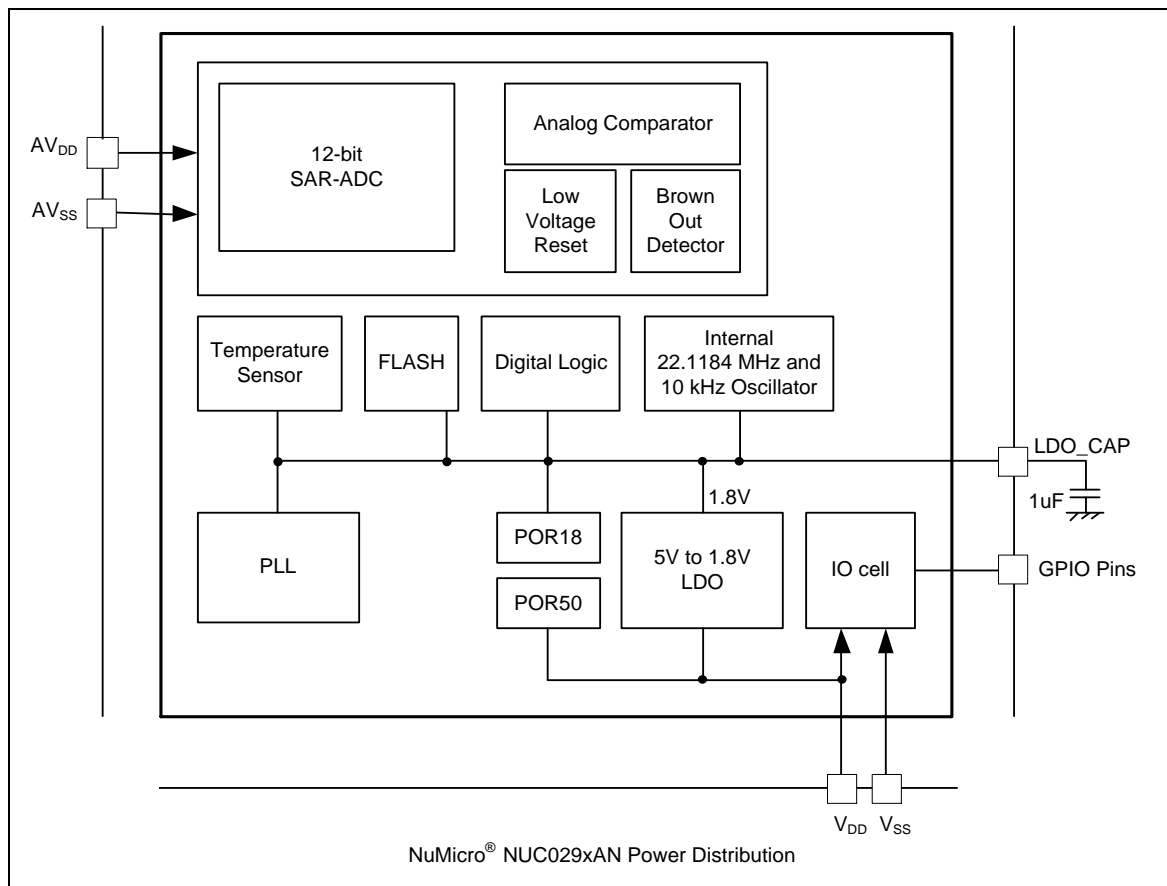 AVDD
AVSS
12-bit
SAR-ADC
Analog Comparator
Low
Voltage
Reset
Brown
Out
Detector
Temperature
Sensor
FLASH
Digital Logic
Internal
22.1184 MHz and
10 kHz Oscillator
LDO_CAP
1uF
1.8V
PLL
POR18
POR50
5V to 1.8V
LDO
IO cell
GPIO Pins
VDD
VSS
NuMicro® NUC029xAN Power Distribution